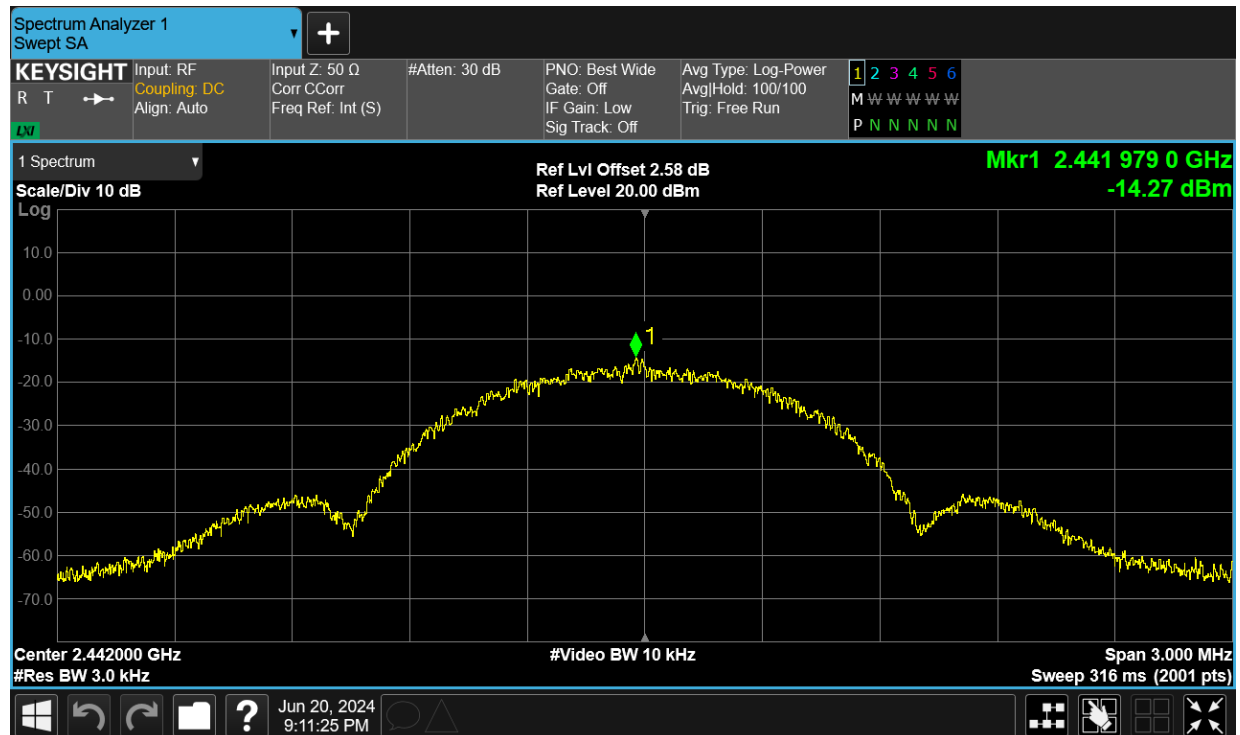 Spectrum Analyzer 1
Swept SA
+
KEYSIGHT
R T
LXI
Input: RF
Coupling: DC
Align: Auto
Input Z: 50 Ω
Corr CCorr
Freq Ref: Int (S)
#Atten: 30 dB
PNO: Best Wide
Gate: Off
IF Gain: Low
Sig Track: Off
Avg Type: Log-Power
Avg|Hold: 100/100
Trig: Free Run
1 2 3 4 5 6
M W W W W W
P N N N N N
1 Spectrum
Scale/Div 10 dB
Log
Ref Lvl Offset 2.58 dB
Ref Level 20.00 dBm
Mkr1 2.441 979 0 GHz
-14.27 dBm
10.0
0.00
-10.0
-20.0
-30.0
-40.0
-50.0
-60.0
-70.0
1
Center 2.442000 GHz
#Res BW 3.0 kHz
#Video BW 10 kHz
Span 3.000 MHz
Sweep 316 ms (2001 pts)
?
Jun 20, 2024
9:11:25 PM